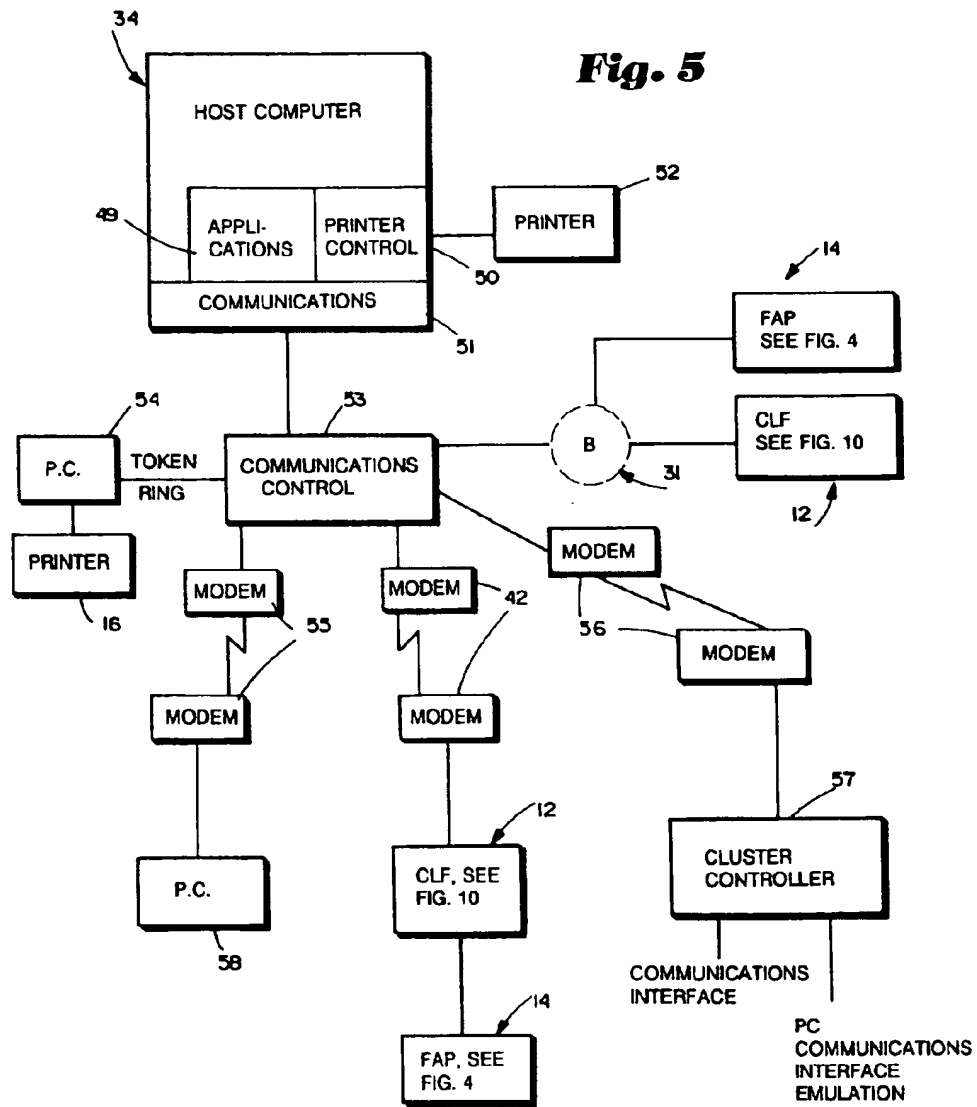 Fig. 5
34
HOST COMPUTER
49
APPLI-
CATIONS
PRINTER
CONTROL
50
COMMUNICATIONS
51
52
PRINTER
14
FAP
SEE FIG. 4
B
31
CLF
SEE FIG. 10
12
54
P.C.
TOKEN
RING
53
COMMUNICATIONS
CONTROL
PRINTER
16
MODEM
55
MODEM
MODEM
42
MODEM
MODEM
56
MODEM
P.C.
58
12
CLF, SEE
FIG. 10
14
FAP, SEE
FIG. 4
57
CLUSTER
CONTROLLER
COMMUNICATIONS
INTERFACE
PC
COMMUNICATIONS
INTERFACE
EMULATION